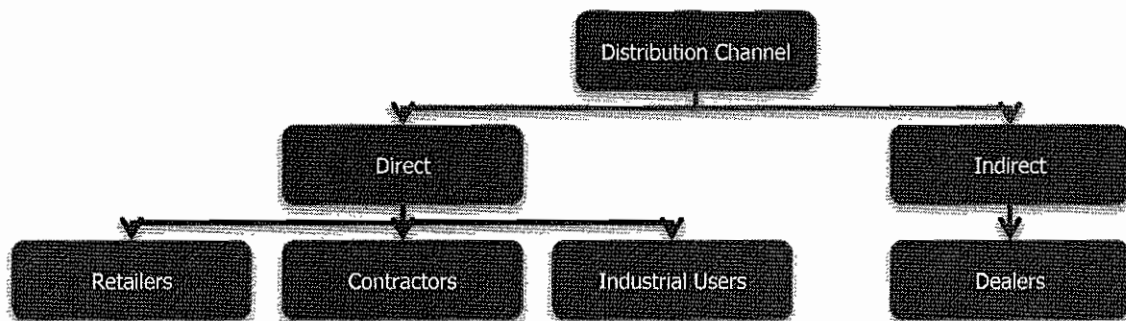 Distribution Channel
Direct
Indirect
Retailers
Contractors
Industrial Users
Dealers